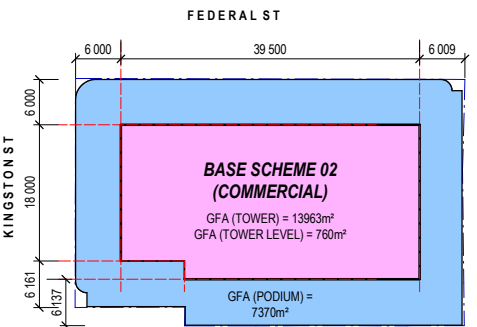 FEDERAL ST
6 000
39 500
6 009
6 000
KINGSTON ST
18 000
BASE SCHEME 02
(COMMERCIAL)
GFA (TOWER) = 13963m²
GFA (TOWER LEVEL) = 760m²
6 161
6 137
GFA (PODIUM) =
7370m²